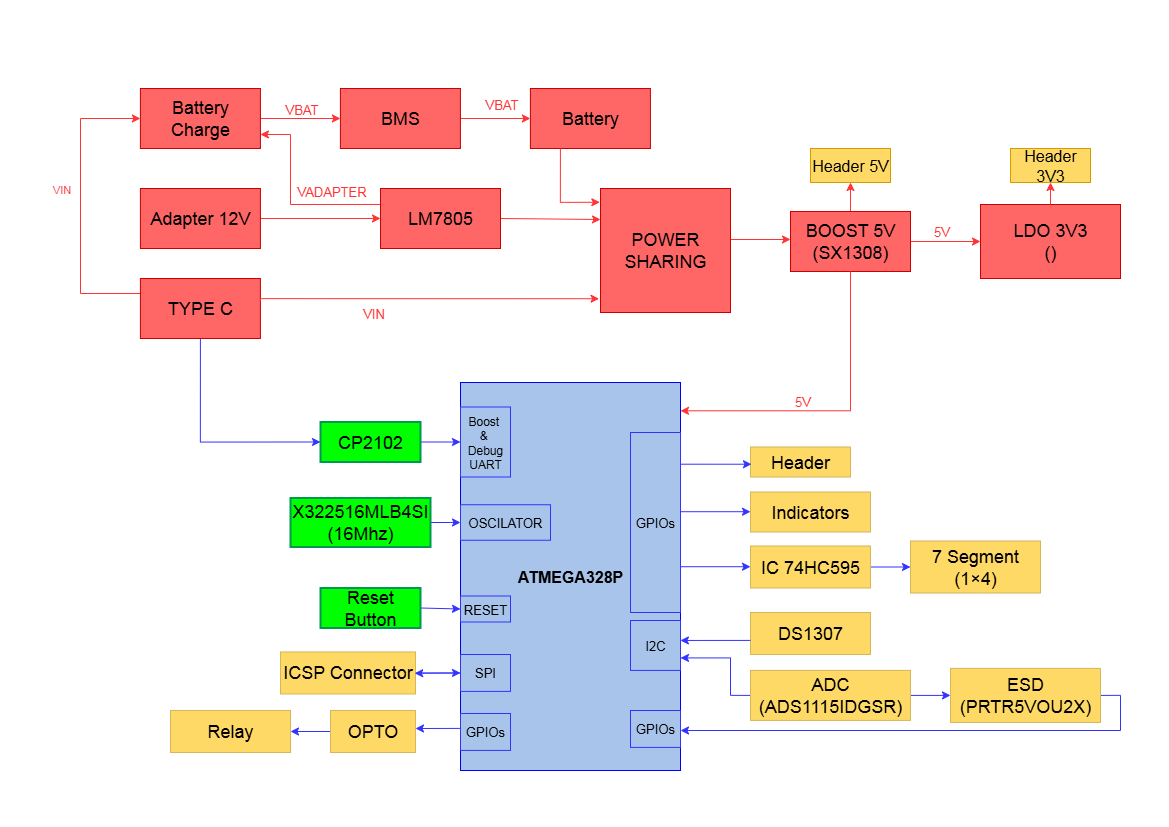 Battery
Charge
VBAT
BMS
VBAT
Battery
VIN
VADAPTER
Adapter 12V
LM7805
POWER
SHARING
Header 5V
Header
3V3
BOOST 5V
(SX1308)
5V
LDO 3V3
()
TYPE C
VIN
5V
CP2102
Boost
&
Debug
UART
X322516MLB4SI
(16Mhz)
OSCILATOR
ATMEGA328P
Reset
Button
RESET
ICSP Connector
SPI
Relay
OPTO
GPIOs
GPIOs
Header
Indicators
IC 74HC595
7 Segment
(1×4)
I2C
DS1307
ADC
(ADS1115IDGSR)
ESD
(PRTR5VOU2X)
GPIOs